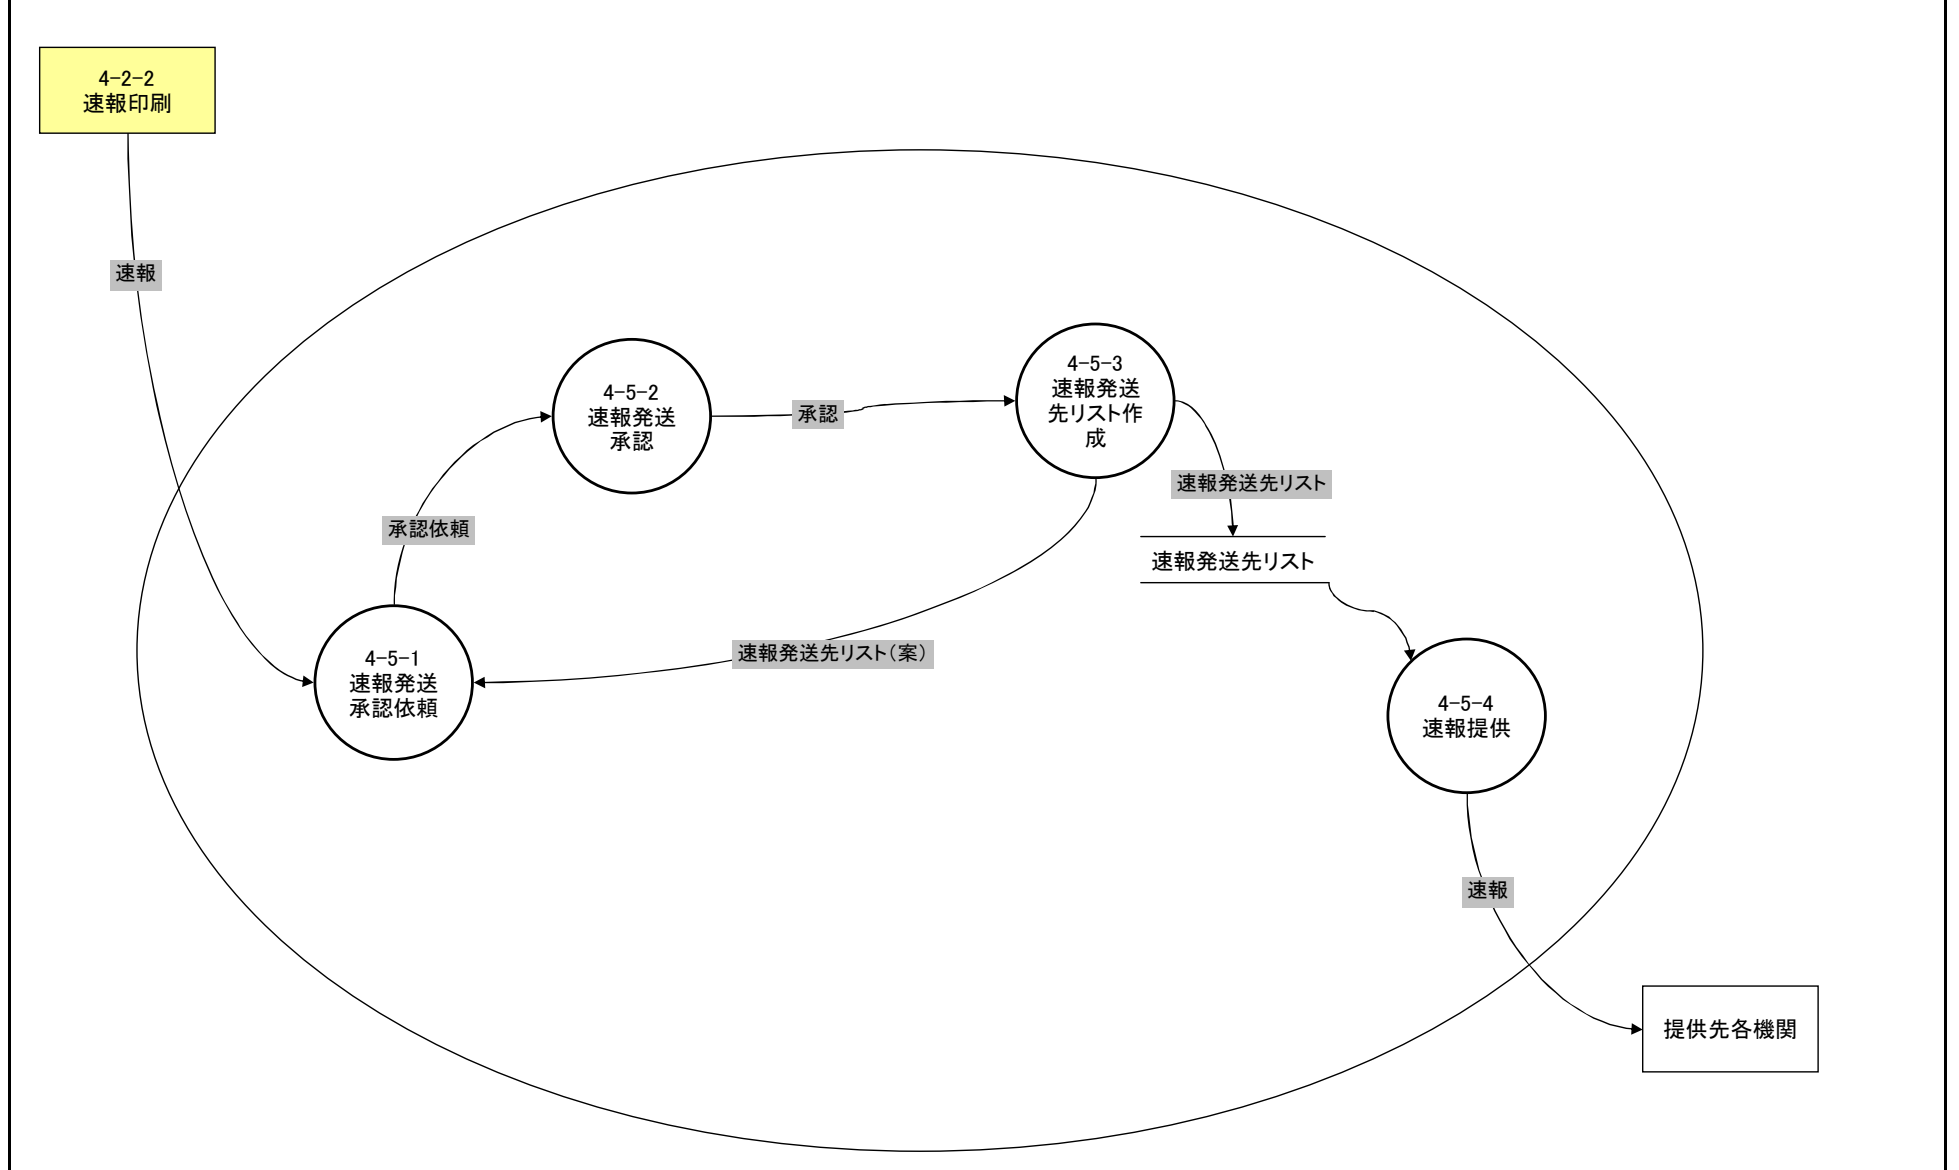 4-2-2
速報印刷
速報
4-5-3
速報発送
先リスト作
成
4-5-2
速報発送
承認
承認
速報発送先リスト
承認依頼
速報発送先リスト
速報発送先リスト（案）
4-5-1
速報発送
承認依頼
4-5-4
速報提供
速報
提供先各機関